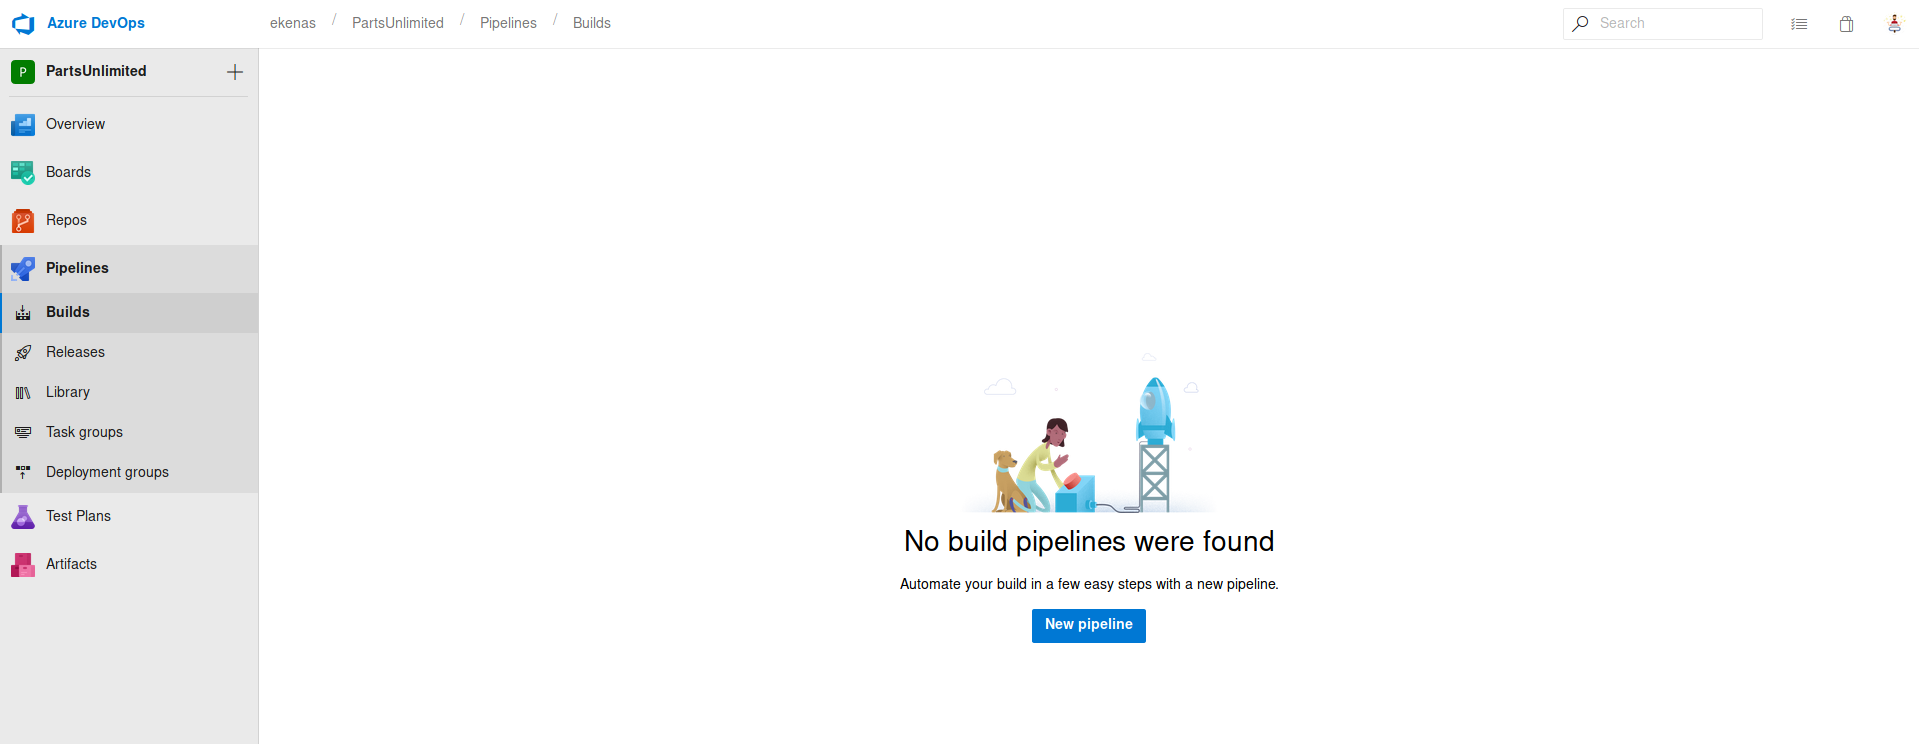 Azure DevOps
ekenas / PartsUnlimited / Pipelines / Builds
Search
P PartsUnlimited
Overview
Boards
Repos
Pipelines
Builds
Releases
Library
Task groups
Deployment groups
Test Plans
Artifacts
No build pipelines were found
Automate your build in a few easy steps with a new pipeline.
New pipeline